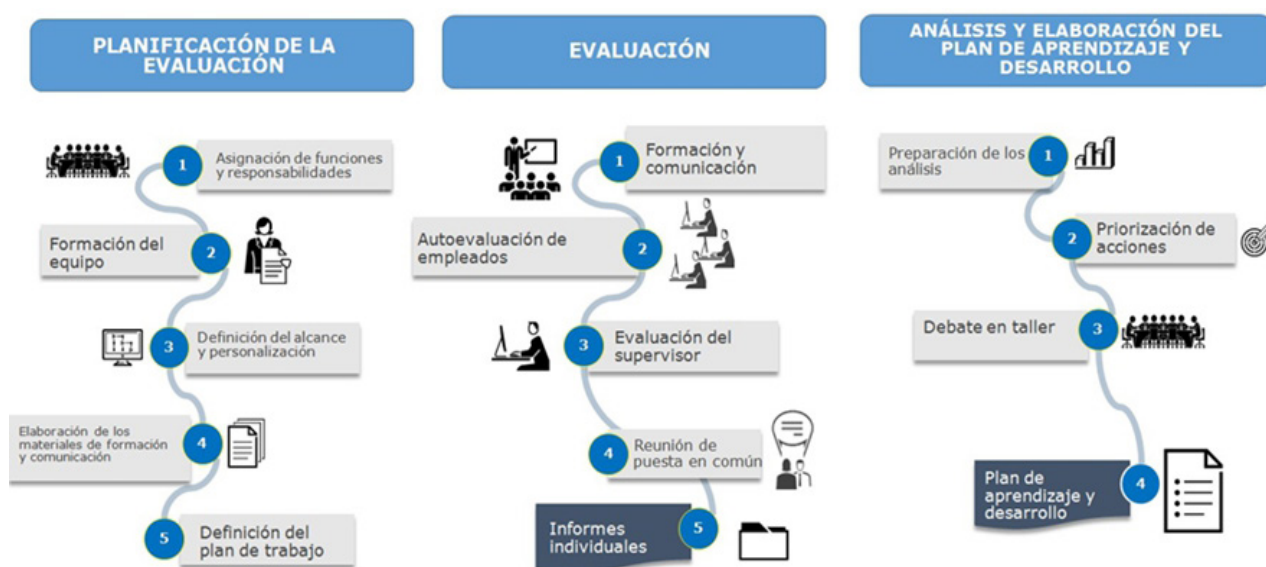 PLANIFICACIÓN DE LA
EVALUACIÓN
1
Asignación de funciones
y responsabilidades
Formación del
equipo
2
3
Definición del alcance
y personalización
Elaboración de los
materiales de formación
y comunicación
4
5
Definición del
plan de trabajo
EVALUACIÓN
1
Formación y
comunicación
Autoevaluación de
empleados
2
3
Evaluación del
supervisor
4
Reunión de
puesta en común
Informes
individuales
5
ANÁLISIS Y ELABORACIÓN DEL
PLAN DE APRENDIZAJE Y
DESARROLLO
Preparación de los
análisis
1
2
Priorización de
acciones
Debate en taller
3
Plan de
aprendizaje y
desarrollo
4